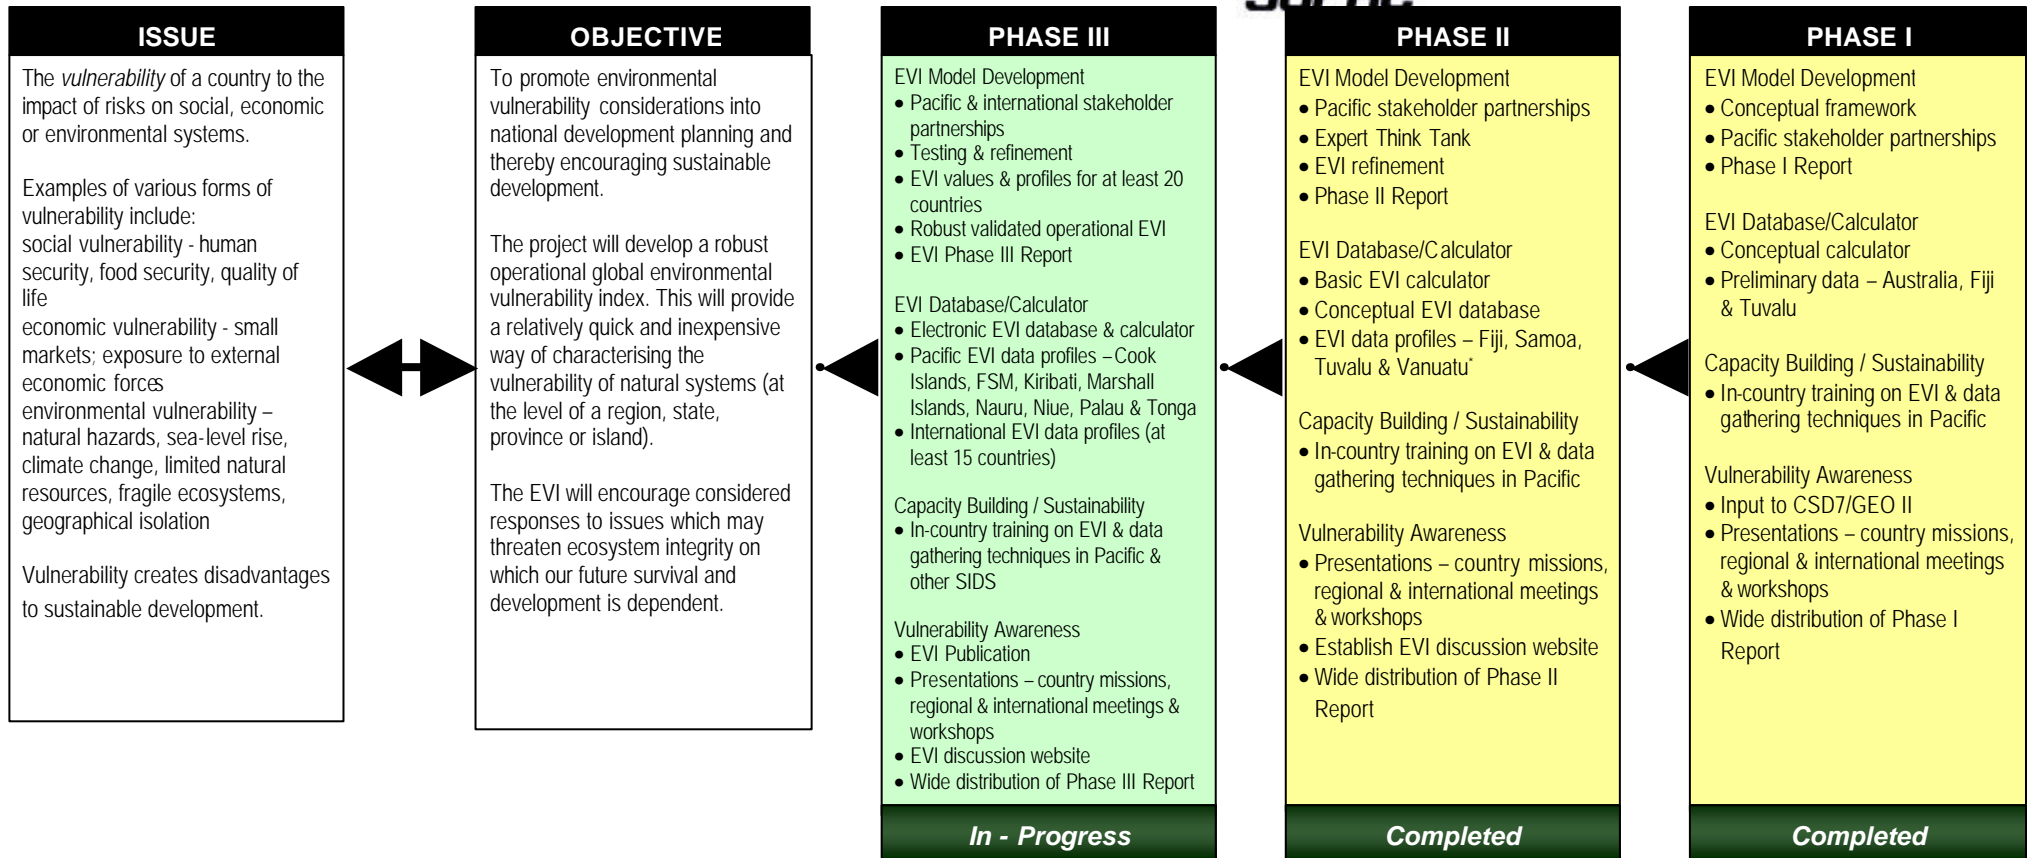 ISSUE
The vulnerability of a country to the
impact of risks on social, economic
or environmental systems.
Examples of various forms of
vulnerability include:
social vulnerability - human
security, food security, quality of
life
economic vulnerability - small
markets; exposure to external
economic forces
environmental vulnerability –
natural hazards, sea-level rise,
climate change, limited natural
resources, fragile ecosystems,
geographical isolation
Vulnerability creates disadvantages
to sustainable development.
OBJECTIVE
To promote environmental
vulnerability considerations into
national development planning and
thereby encouraging sustainable
development.
The project will develop a robust
operational global environmental
vulnerability index. This will provide
a relatively quick and inexpensive
way of characterising the
vulnerability of natural systems (at
the level of a region, state,
province or island).
The EVI will encourage considered
responses to issues which may
threaten ecosystem integrity on
which our future survival and
development is dependent.
PHASE III
EVI Model Development
• Pacific & international stakeholder
partnerships
• Testing & refinement
• EVI values & profiles for at least 20
countries
• Robust validated operational EVI
• EVI Phase III Report
EVI Database/Calculator
• Electronic EVI database & calculator
• Pacific EVI data profiles – Cook
Islands, FSM, Kiribati, Marshall
Islands, Nauru, Niue, Palau & Tonga
• International EVI data profiles (at
least 15 countries)
Capacity Building / Sustainability
• In-country training on EVI & data
gathering techniques in Pacific &
other SIDS
Vulnerability Awareness
• EVI Publication
• Presentations – country missions,
regional & international meetings &
workshops
• EVI discussion website
• Wide distribution of Phase III Report
In - Progress
PHASE II
EVI Model Development
• Pacific stakeholder partnerships
• Expert Think Tank
• EVI refinement
• Phase II Report
EVI Database/Calculator
• Basic EVI calculator
• Conceptual EVI database
• EVI data profiles – Fiji, Samoa,
Tuvalu & Vanuatu*
Capacity Building / Sustainability
• In-country training on EVI & data
gathering techniques in Pacific
Vulnerability Awareness
• Presentations – country missions,
regional & international meetings
& workshops
• Establish EVI discussion website
• Wide distribution of Phase II
Report
Completed
PHASE I
EVI Model Development
• Conceptual framework
• Pacific stakeholder partnerships
• Phase I Report
EVI Database/Calculator
• Conceptual calculator
• Preliminary data – Australia, Fiji
& Tuvalu
Capacity Building / Sustainability
• In-country training on EVI & data
gathering techniques in Pacific
Vulnerability Awareness
• Input to CSD7/GEO II
• Presentations – country missions,
regional & international meetings
& workshops
• Wide distribution of Phase I
Report
Completed